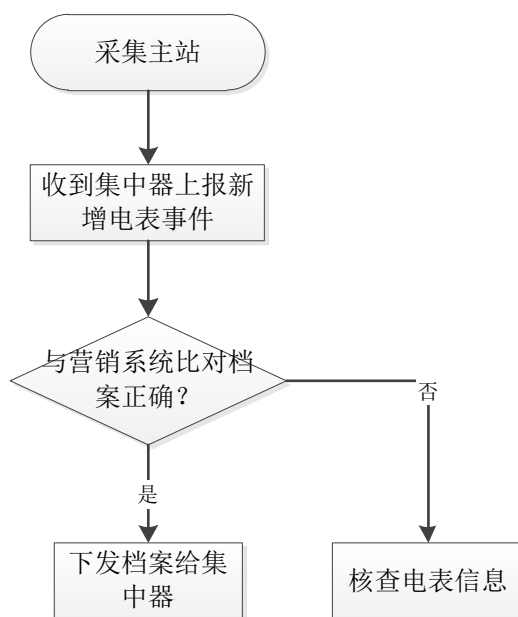 采集主站
收到集中器上报新
增电表事件
与营销系统比对档
案正确？
否
是
下发档案给集
中器
核查电表信息